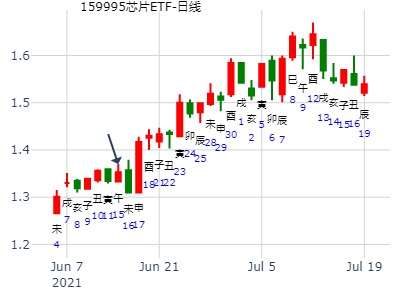 159995芯片ETF-日线
1.6
1.5
1.4
1.3
1.2
未 4
戌 7
亥 8
子 9
丑 10
寅 11
午 15
未 16
申 17
酉 18
子 21
丑 22
寅 23
卯 24
辰 25
未 28
申 29
酉 30
戌 1
亥 2
丑 5
寅
卯 6
辰 7
巳 8
午 9
酉 12
戌 13
亥 14
子 15
丑 16
辰 19
Jun 7
2021
Jun 21
Jul 5
Jul 19